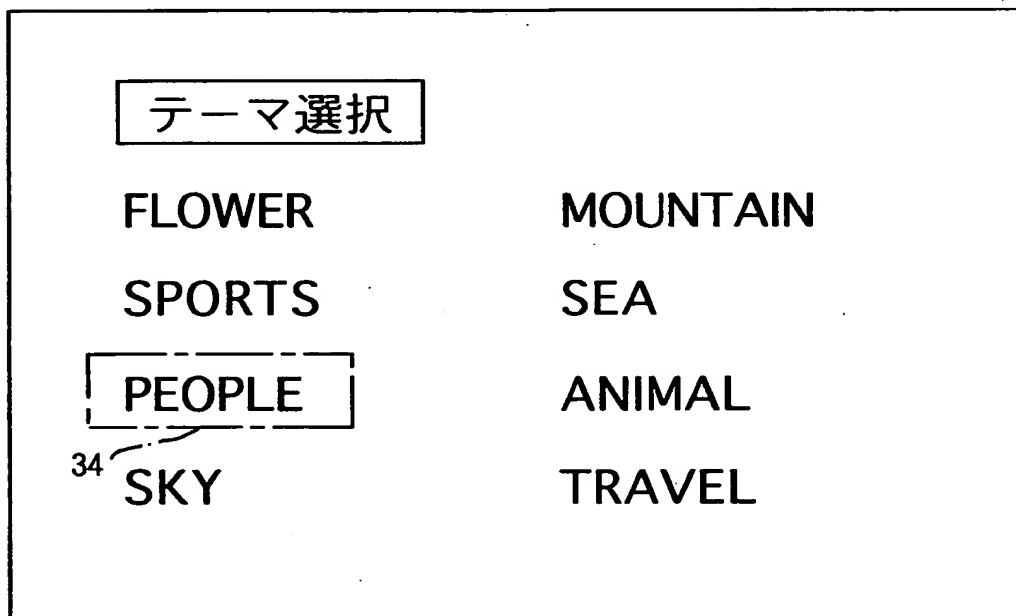 テーマ選択
FLOWER MOUNTAIN
SPORTS SEA
PEOPLE ANIMAL
34
SKY TRAVEL